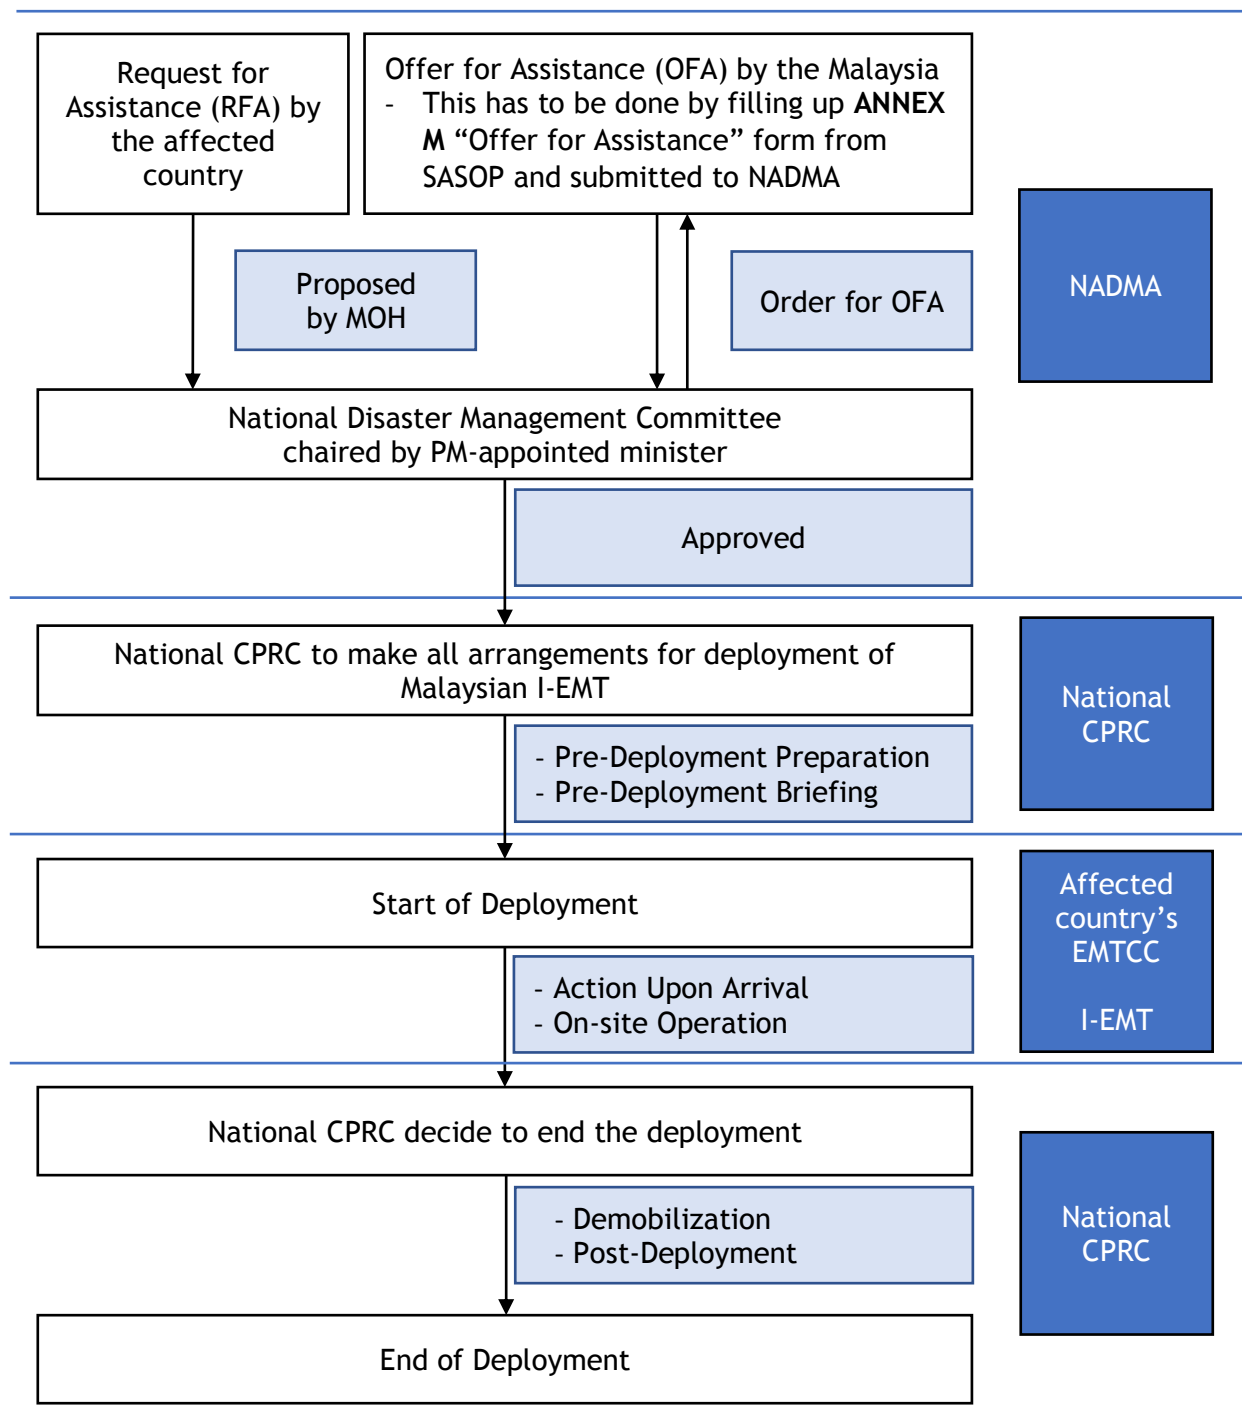 Request for
Assistance (RFA) by
the affected
country
Offer for Assistance (OFA) by the Malaysia
- This has to be done by filling up ANNEX
M “Offer for Assistance” form from
SASOP and submitted to NADMA
NADMA
Proposed
by MOH
Order for OFA
National Disaster Management Committee
chaired by PM-appointed minister
Approved
National CPRC to make all arrangements for deployment of
Malaysian I-EMT
National
CPRC
- Pre-Deployment Preparation
- Pre-Deployment Briefing
Start of Deployment
Affected
country’s
EMTCC
I-EMT
- Action Upon Arrival
- On-site Operation
National CPRC decide to end the deployment
National
CPRC
- Demobilization
- Post-Deployment
End of Deployment